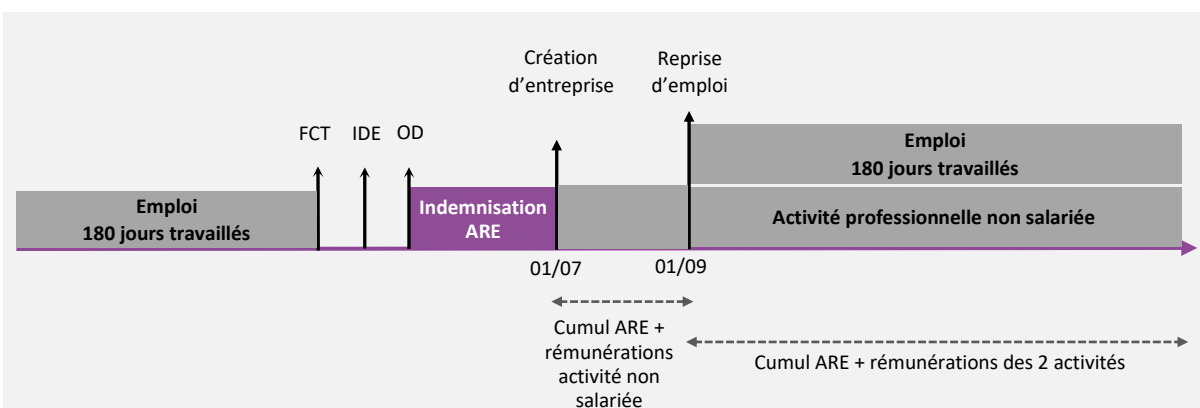 Création
d’entreprise
Reprise
d’emploi
FCT
IDE
OD
Emploi
180 jours travaillés
Indemnisation
ARE
Emploi
180 jours travaillés
Activité professionnelle non salariée
01/07
01/09
Cumul ARE +
rémunérations
activité non
salariée
Cumul ARE + rémunérations des 2 activités